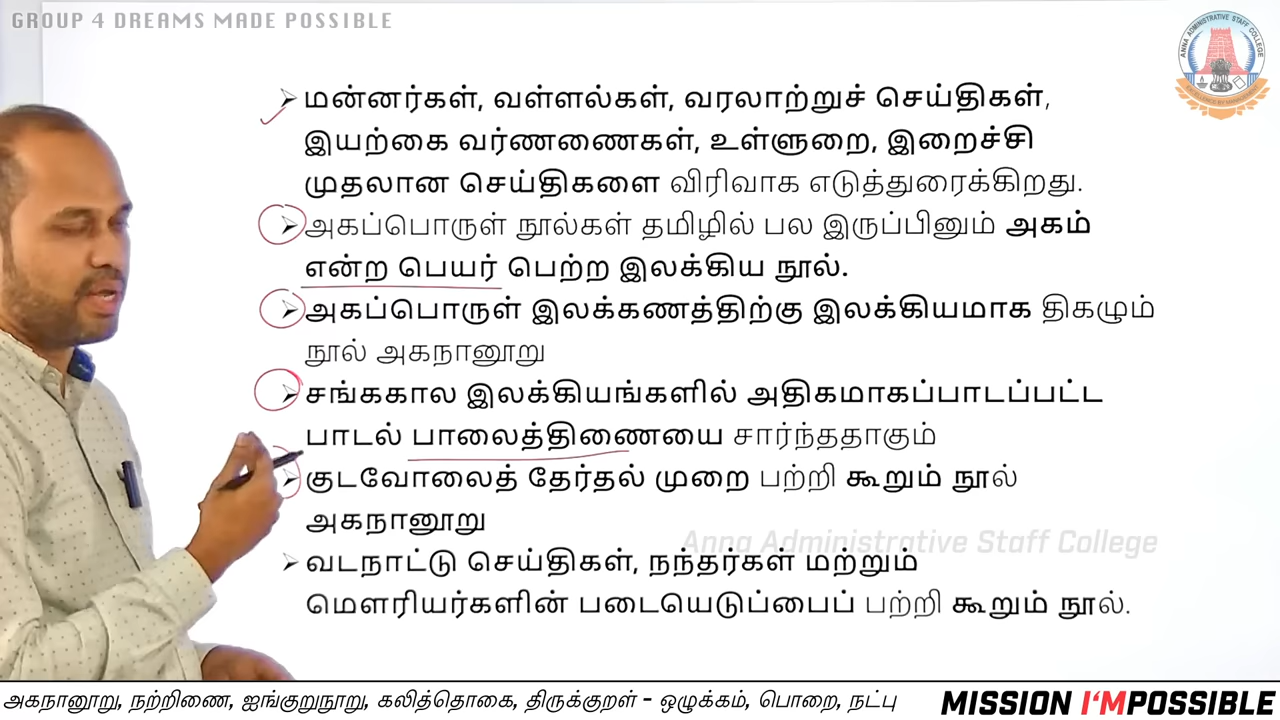 GROUP 4 DREAMS MADE POSSIBLE
ANNA ADMINISTRATIVE STAFF COLLEGE
மன்னர்கள், வள்ளல்கள், வரலாற்றுச் செய்திகள்,
இயற்கை வர்ணணைகள், உள்ளுறை, இறைச்சி
முதலான செய்திகளை விரிவாக எடுத்துரைக்கிறது.
அகப்பொருள் நூல்கள் தமிழில் பல இருப்பினும் அகம்
என்ற பெயர் பெற்ற இலக்கிய நூல்.
அகப்பொருள் இலக்கணத்திற்கு இலக்கியமாக திகழும்
நூல் அகநானூறு
சங்ககால இலக்கியங்களில் அதிகமாகப்பாடப்பட்ட
பாடல் பாலைத்திணையை சார்ந்ததாகும்
குடவோலைத் தேர்தல் முறை பற்றி கூறும் நூல்
அகநானூறு
Anna Administrative Staff College
வடநாட்டு செய்திகள், நந்தர்கள் மற்றும்
மௌரியர்களின் படையெடுப்பைப் பற்றி கூறும் நூல்.
அகநானூறு, நற்றிணை, ஐங்குறுநூறு, கலித்தொகை, திருக்குறள் - ஒழுக்கம், பொறை, நட்பு
MISSION I'MPOSSIBLE